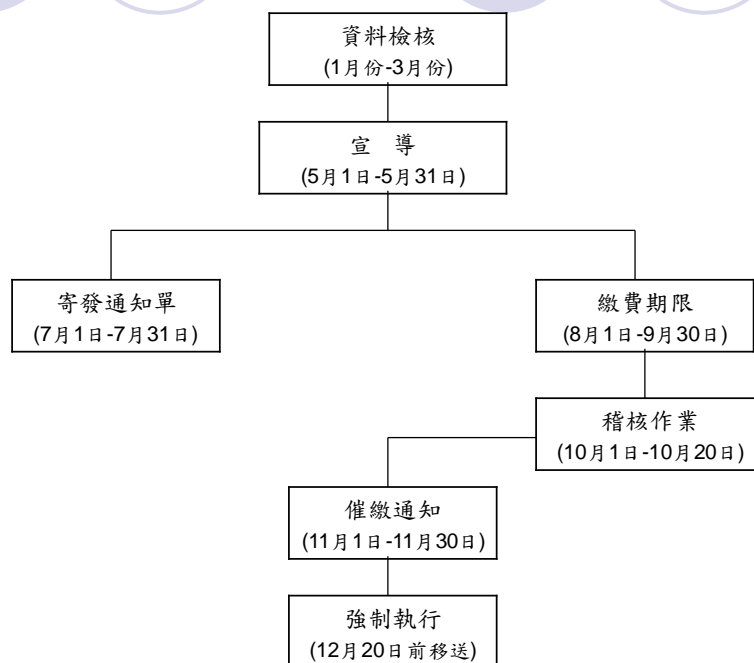 資料檢核
(1月份-3月份)
宣 導
(5月1日-5月31日)
寄發通知單
(7月1日-7月31日)
繳費期限
(8月1日-9月30日)
稽核作業
(10月1日-10月20日)
催繳通知
(11月1日-11月30日)
強制執行
(12月20日前移送)